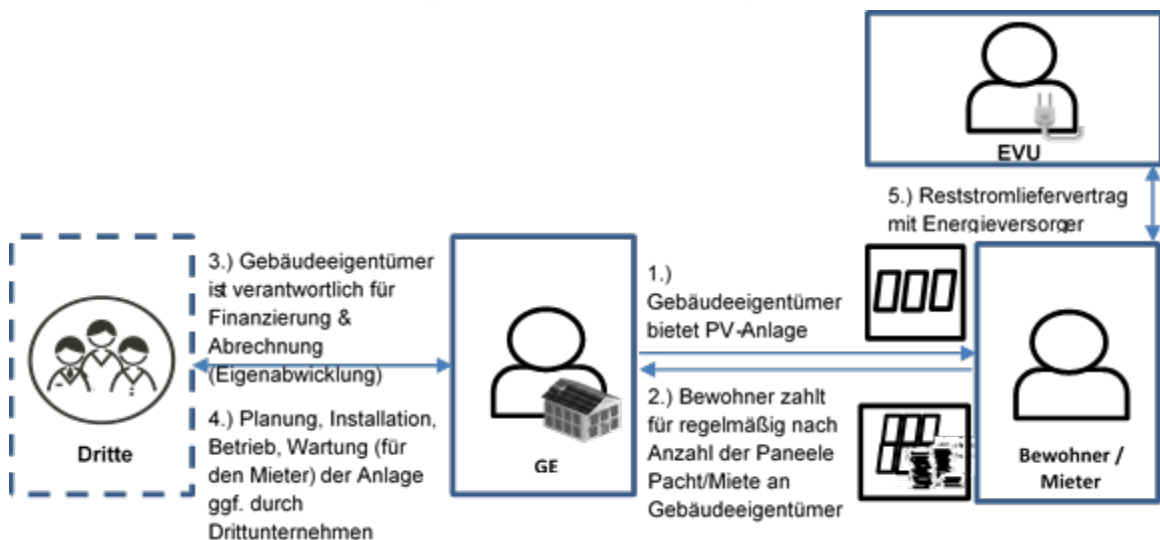 EVU
5.) Reststromliefervertrag
mit Energieversorger
3.) Gebäudeeigentümer
ist verantwortlich für
Finanzierung &
Abrechnung
(Eigenabwicklung)
4.) Planung, Installation,
Betrieb, Wartung (für
den Mieter) der Anlage
ggf. durch
Drittunternehmen
Dritte
GE
1.)
Gebäudeeigentümer
bietet PV-Anlage
2.) Bewohner zahlt
für regelmäßig nach
Anzahl der Paneele
Pacht/Miete an
Gebäudeeigentümer
Bewohner /
Mieter